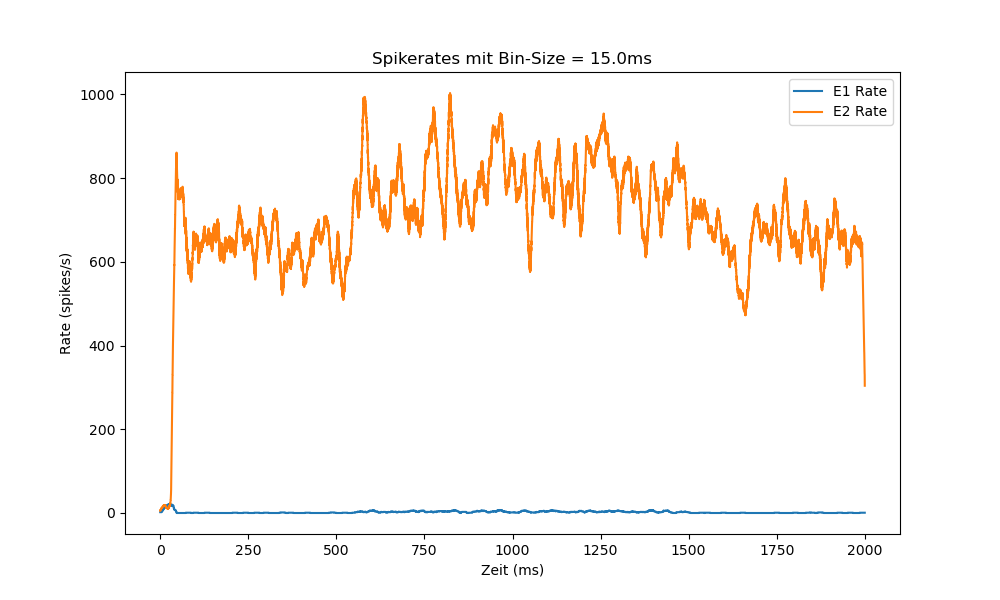 Spikerates mit Bin-Size = 15.0ms
E1 Rate
E2 Rate
Rate (spikes/s)
1000
800
600
400
200
0
0 250 500 750 1000 1250 1500 1750 2000
Zeit (ms)